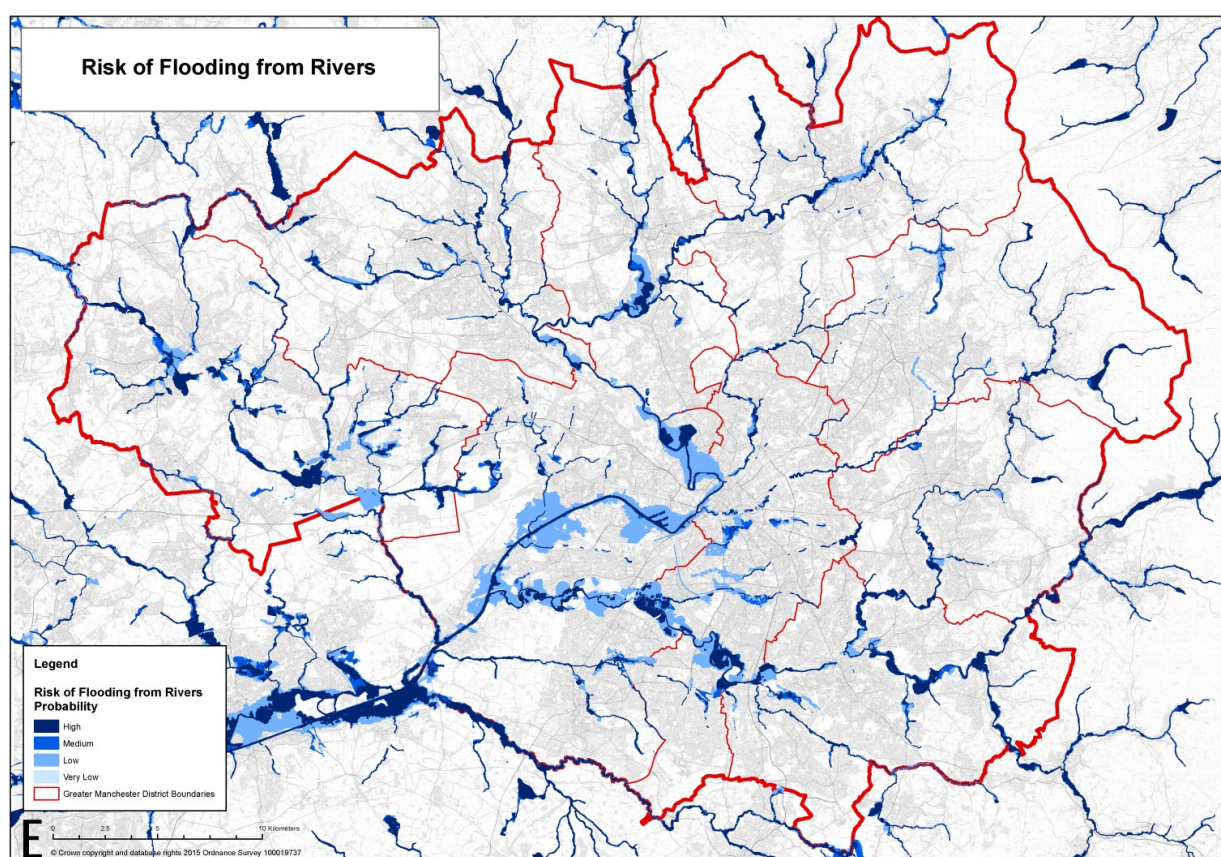 Risk of Flooding from Rivers
Legend
Risk of Flooding from Rivers
Probability
High
Medium
Low
Very Low
Greater Manchester District Boundaries
E
0 2.5 5 10 Kilometers
© Crown copyright and database rights 2015 Ordnance Survey 100019737